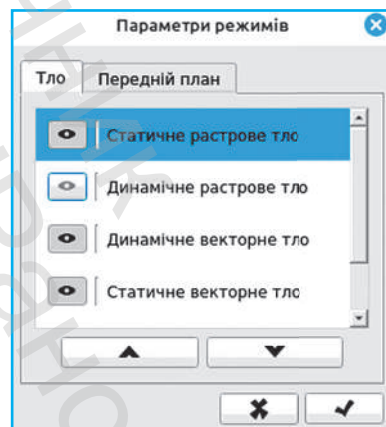 Параметри режимів
Тло
Передній план
Статичне растрове тло
Динамічне растрове тло
Динамічне векторне тло
Статичне векторне тло